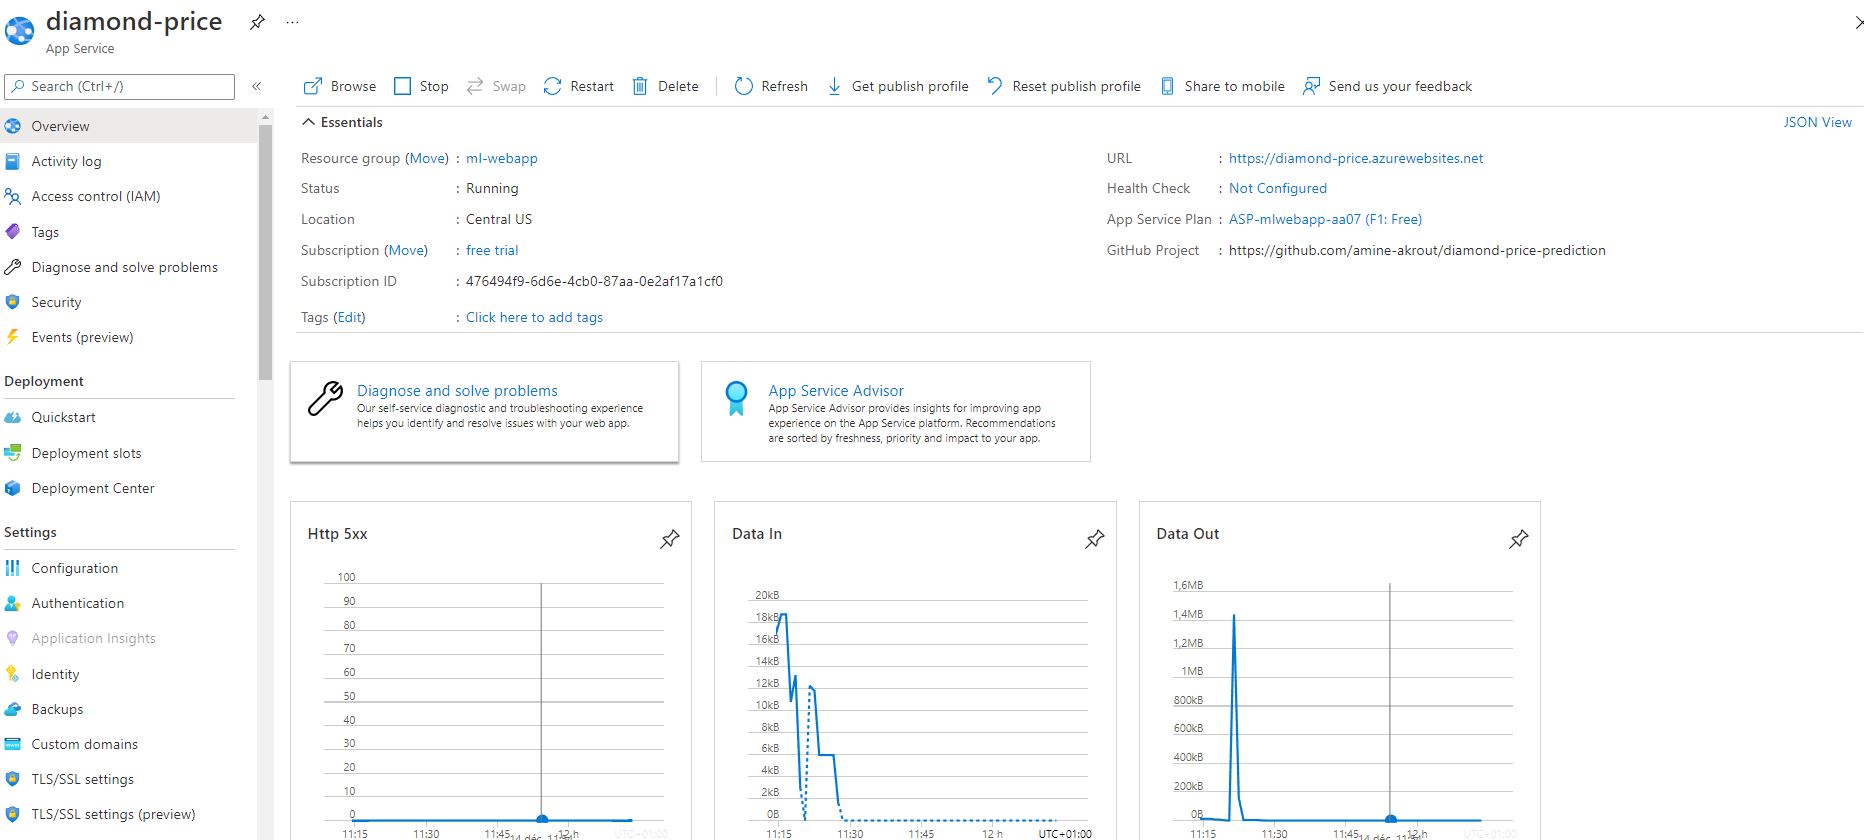 diamond-price
...
App Service
Search (Ctrl+/)
«
Browse
Stop
Swap
Restart
Delete
Refresh
Get publish profile
Reset publish profile
Share to mobile
Send us your feedback
Overview
Activity log
Access control (IAM)
Tags
Diagnose and solve problems
Security
Events (preview)
Deployment
Quickstart
Deployment slots
Deployment Center
Settings
Configuration
Authentication
Application Insights
Identity
Backups
Custom domains
TLS/SSL settings
TLS/SSL settings (preview)
Essentials
JSON View
Resource group (Move) : ml-webapp
Status : Running
Location : Central US
Subscription (Move) : free trial
Subscription ID : 476494f9-6d6e-4cb0-87aa-0e2af17a1cf0
Tags (Edit) : Click here to add tags
URL : https://diamond-price.azurewebsites.net
Health Check : Not Configured
App Service Plan : ASP-mlwebapp-aa07 (F1: Free)
GitHub Project : https://github.com/amine-akrout/diamond-price-prediction
Diagnose and solve problems
Our self-service diagnostic and troubleshooting experience
helps you identify and resolve issues with your web app.
App Service Advisor
App Service Advisor provides insights for improving app
experience on the App Service platform. Recommendations
are sorted by freshness, priority and impact to your app.
Http 5xx
100
90
80
70
60
50
40
30
20
10
0
11:15 11:30 11:45 12 h UTC+01:00
14 déc. 11:54
Data In
20kB
18kB
16kB
14kB
12kB
10kB
8kB
6kB
4kB
2kB
0B
11:15 11:30 11:45 12 h UTC+01:00
Data Out
1,6MB
1,4MB
1,2MB
1MB
800kB
600kB
400kB
200kB
0B
11:15 11:30 11:45 12 h UTC+01:00
14 déc. 11:54